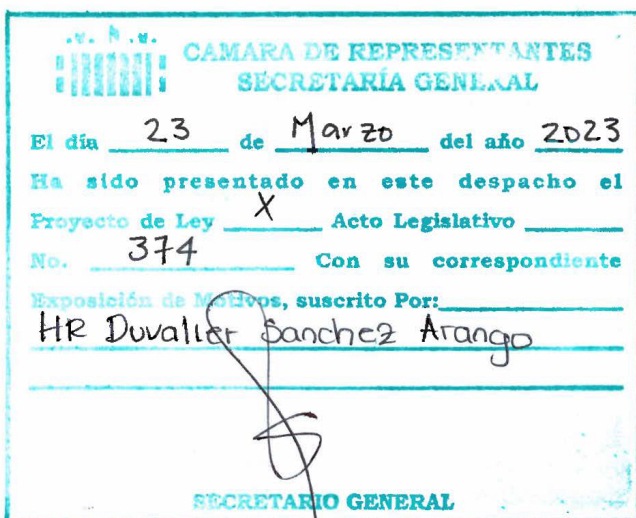 CAMARA DE REPRESENTANTES
SECRETARÍA GENERAL
El día 23 de Marzo del año 2023
Ha sido presentado en este despacho el
Proyecto de Ley X Acto Legislativo
No. 374 Con su correspondiente
Exposición de Motivos, suscrito Por:
HR Duvalier Sanchez Arango
SECRETARIO GENERAL